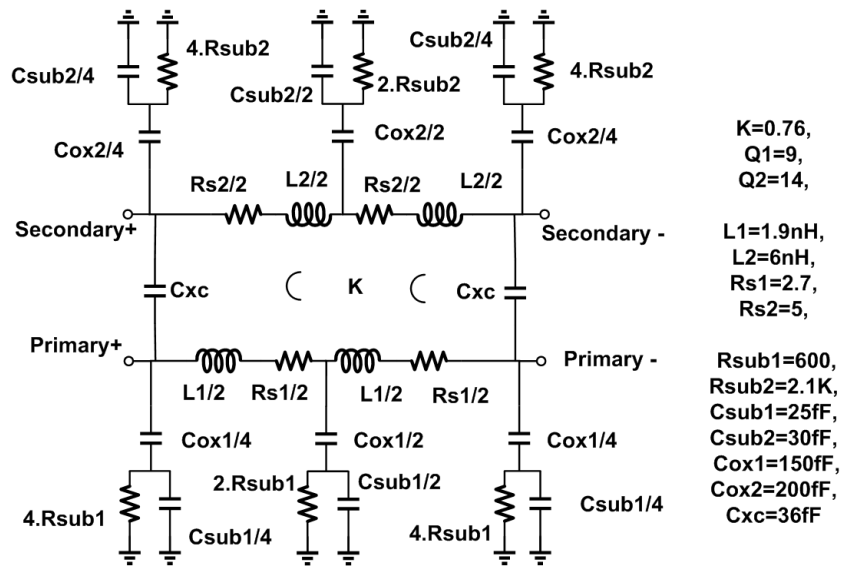 4.Rsub2
Csub2/4
Csub2/4
4.Rsub2
Csub2/2
2.Rsub2
Cox2/4
Cox2/2
Cox2/4
Rs2/2
L2/2
Rs2/2
L2/2
Secondary+
Secondary -
Cxc
K
Cxc
Primary+
Primary -
L1/2
Rs1/2
L1/2
Rs1/2
Cox1/4
Cox1/2
Cox1/4
2.Rsub1
Csub1/2
4.Rsub1
Csub1/4
4.Rsub1
Csub1/4
K=0.76,
Q1=9,
Q2=14,
L1=1.9nH,
L2=6nH,
Rs1=2.7,
Rs2=5,
Rsub1=600,
Rsub2=2.1K,
Csub1=25fF,
Csub2=30fF,
Cox1=150fF,
Cox2=200fF,
Cxc=36fF